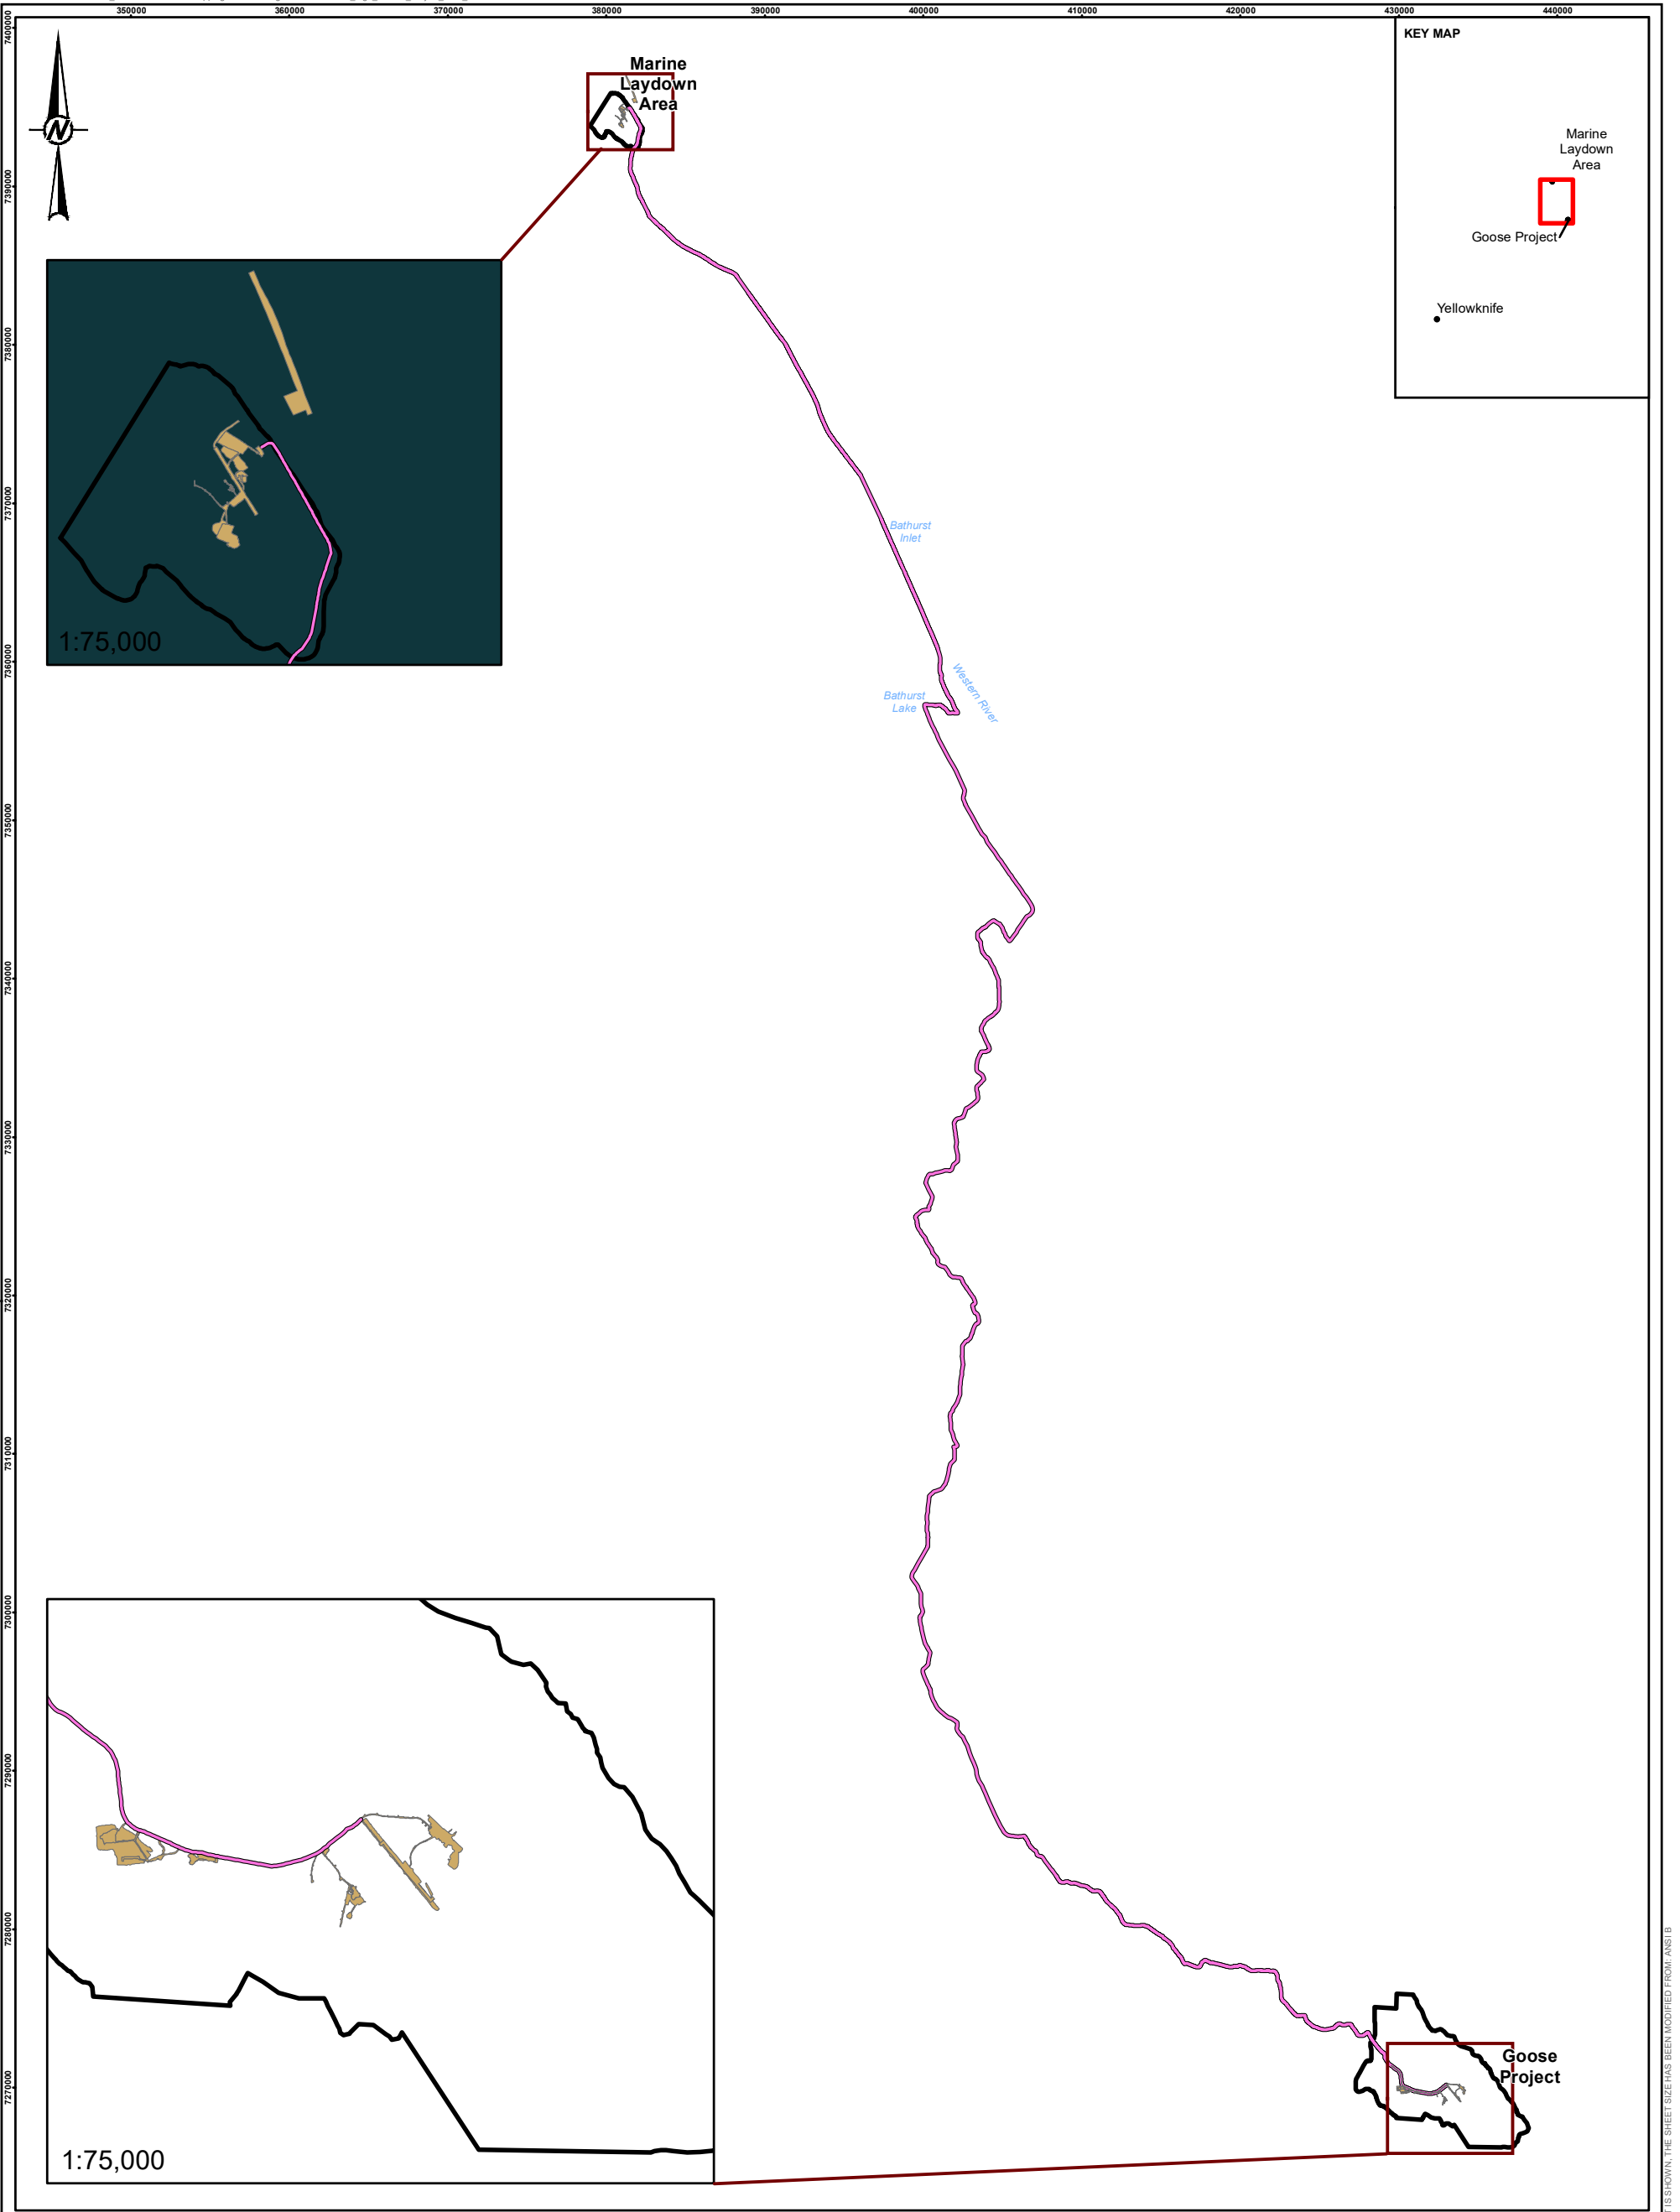 350000 360000 370000 380000 390000 400000 410000 420000 430000 440000
7400000
7390000
7380000
7370000
7360000
7350000
7340000
7330000
7320000
7310000
7300000
7290000
7280000
7270000
N
Marine
Laydown
Area
KEY MAP
Marine
Laydown
Area
Goose Project
Yellowknife
1:75,000
Bathurst
Inlet
Western River
Bathurst
Lake
1:75,000
Goose
Project
T IS SHOWN, THE SHEET SIZE HAS BEEN MODIFIED FROM: ANSI B